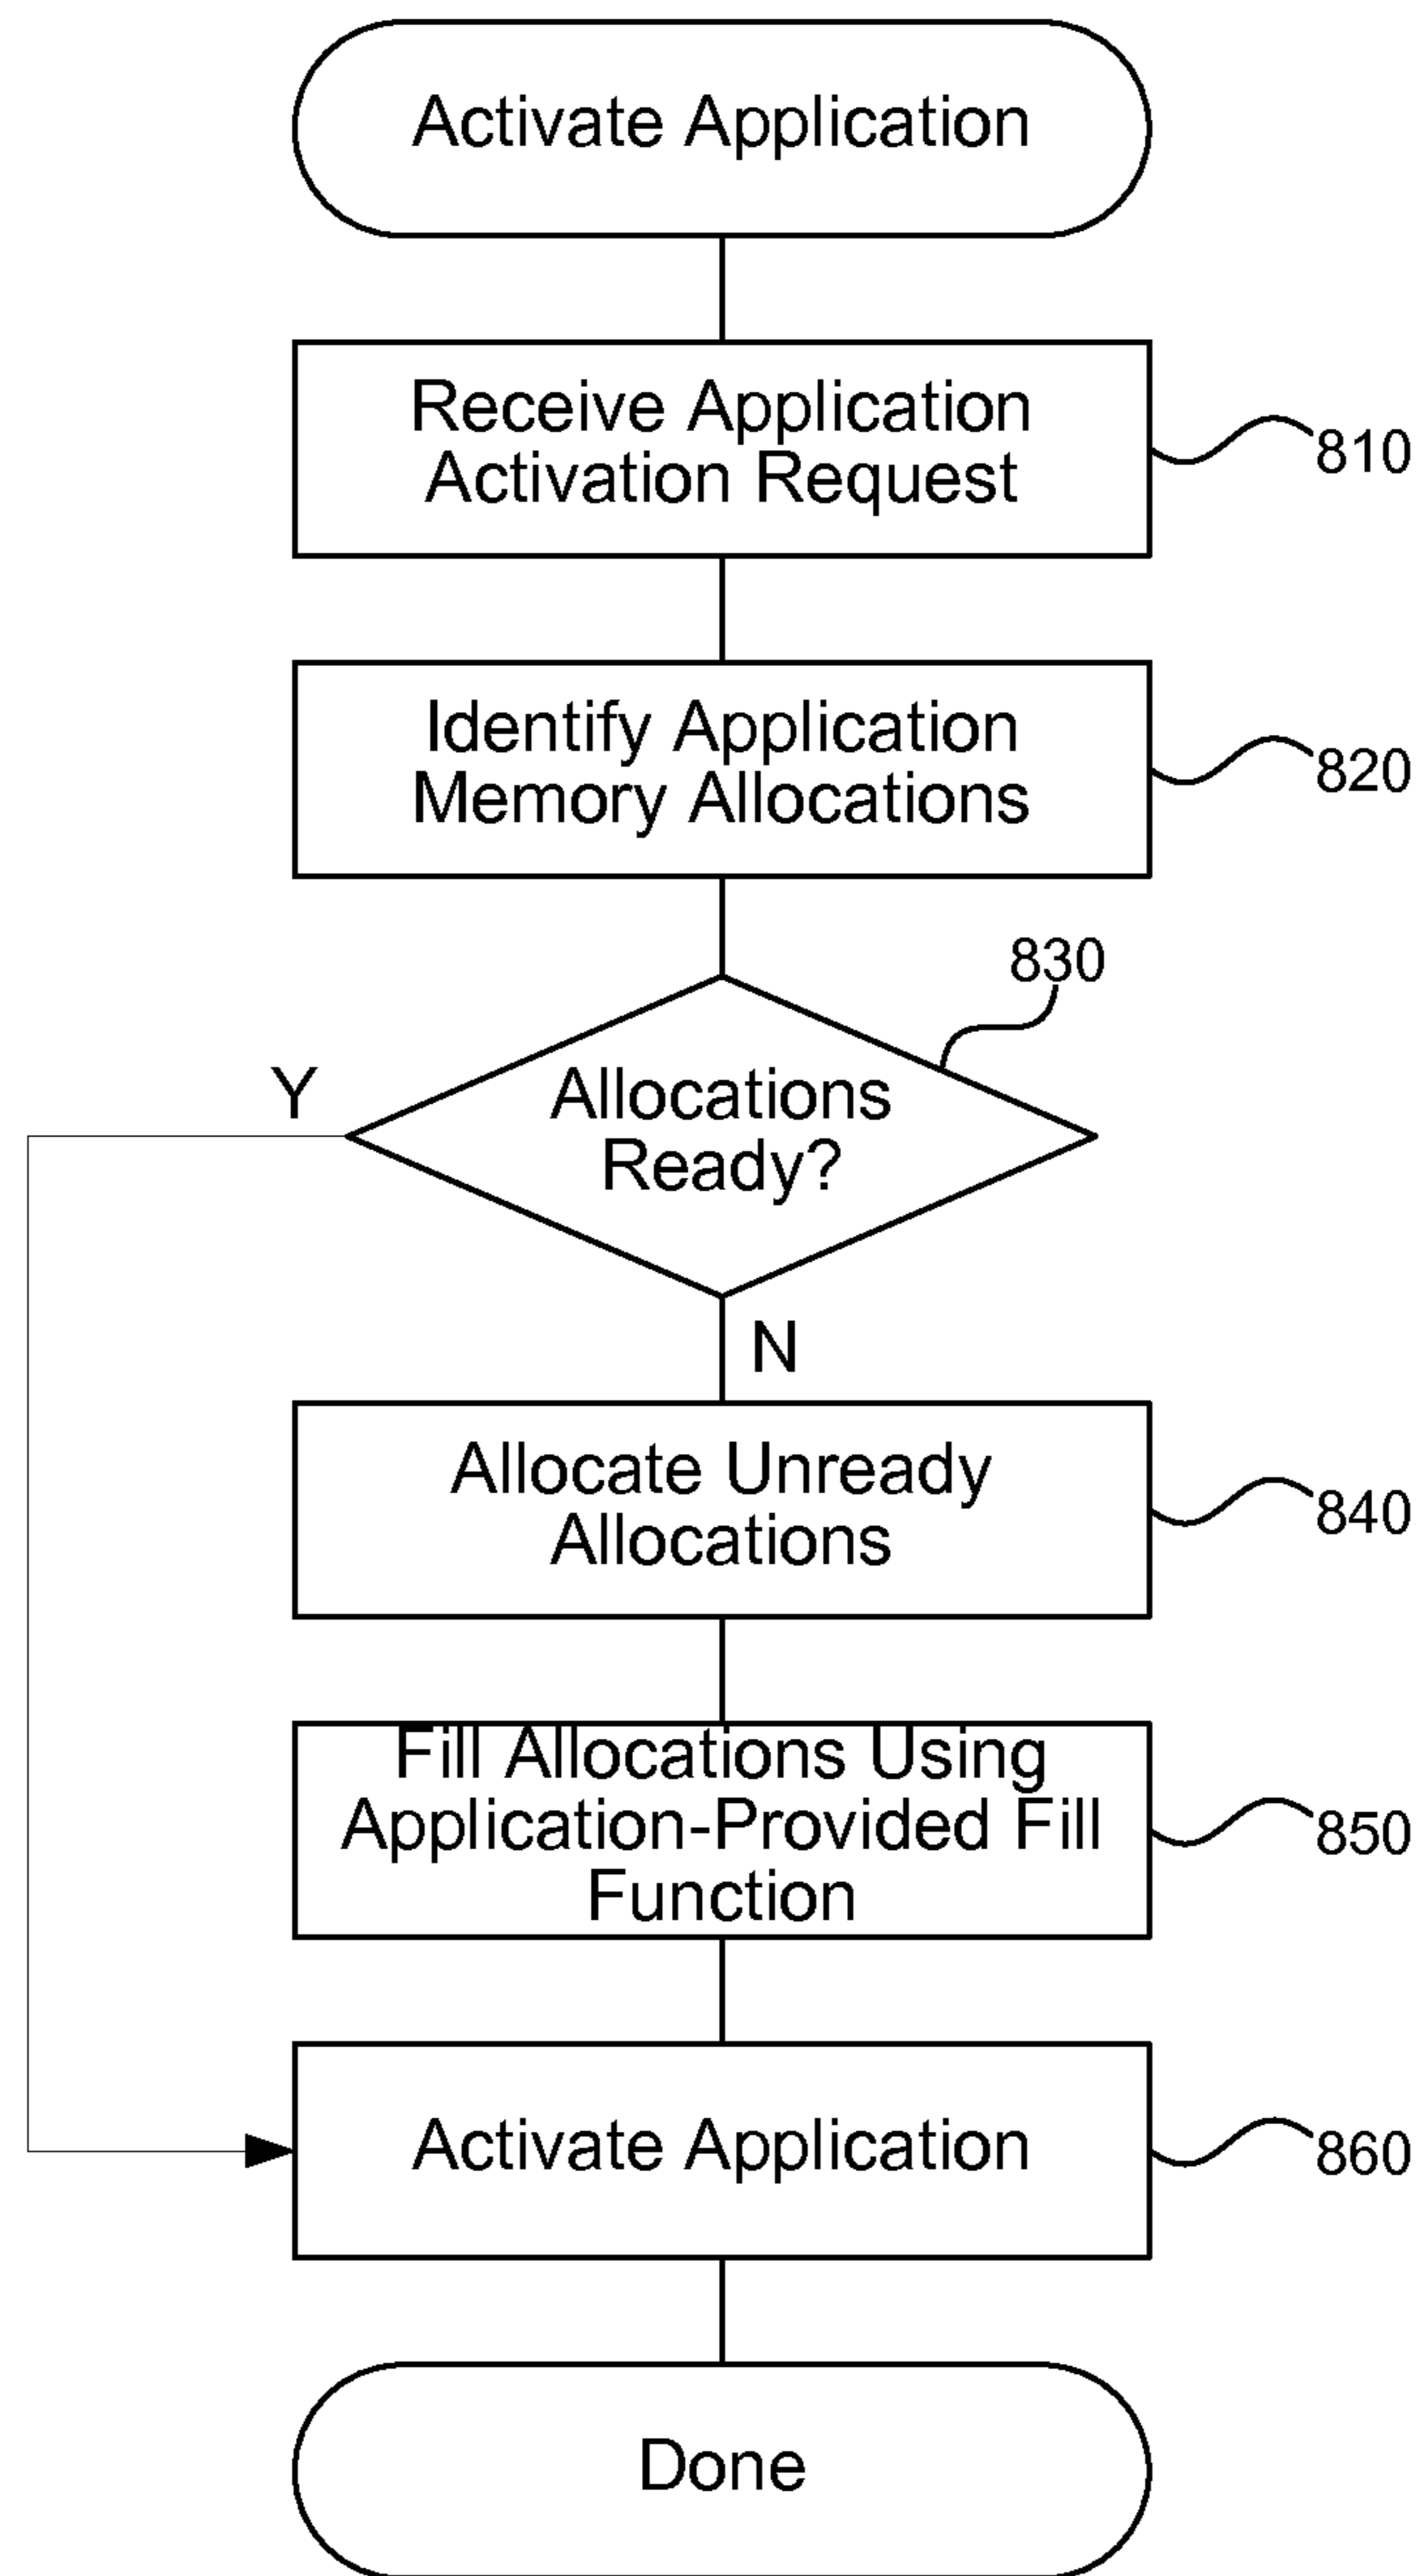 Activate Application
Receive Application
Activation Request
810
Identify Application
Memory Allocations
820
830
Allocations
Ready?
Y
N
Allocate Unready
Allocations
840
Fill Allocations Using
Application-Provided Fill
Function
850
Activate Application
860
Done